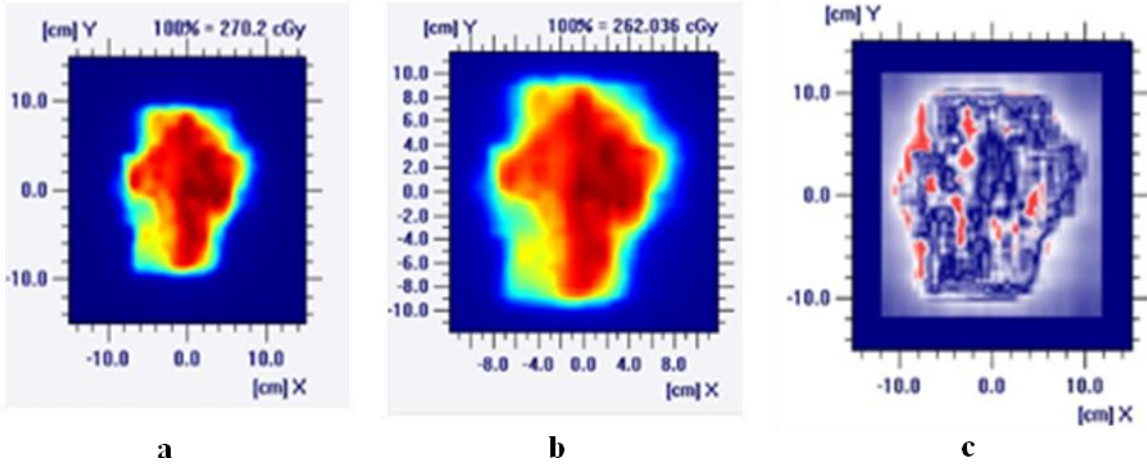 [cm] Y 100% = 270.2 cGy
10.0
0.0
-10.0
-10.0 0.0 10.0
[cm] X
a
[cm] Y 100% = 262.036 cGy
10.0
8.0
6.0
4.0
2.0
0.0
-2.0
-4.0
-6.0
-8.0
-10.0
-8.0 -4.0 0.0 4.0 8.0
[cm] X
b
[cm] Y
10.0
0.0
-10.0
-10.0 0.0 10.0
[cm] X
c